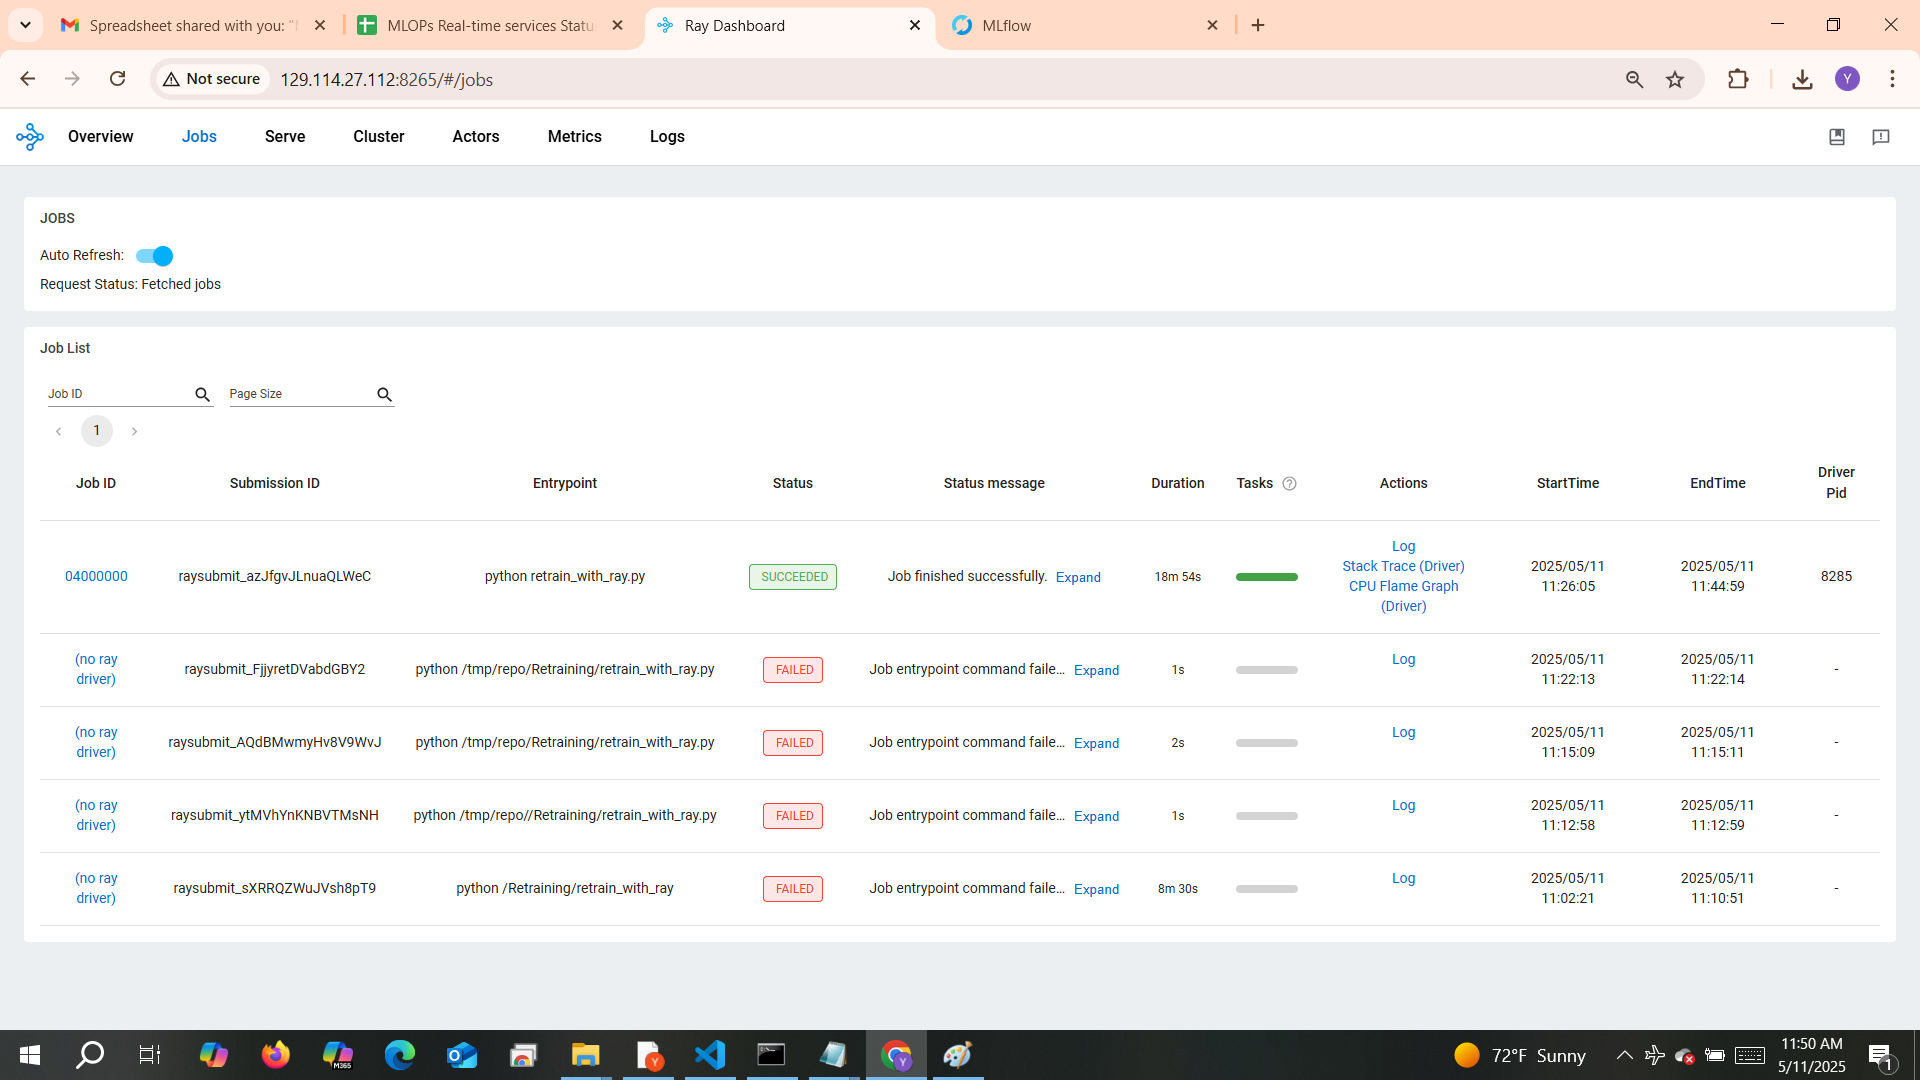 Spreadsheet shared with you: "
MLOPs Real-time services Statu
Ray Dashboard
MLflow
Not secure
129.114.27.112:8265/#/jobs
Y
Overview
Jobs
Serve
Cluster
Actors
Metrics
Logs
JOBS
Auto Refresh:
Request Status: Fetched jobs
Job List
Job ID
Page Size
1
Job ID Submission ID Entrypoint Status Status message Duration Tasks Actions StartTime EndTime Driver
Pid
04000000 raysubmit_azJfgvJLnuaQLWeC python retrain_with_ray.py SUCCEEDED Job finished successfully. Expand 18m 54s
Log
Stack Trace (Driver)
CPU Flame Graph
(Driver)
2025/05/11
11:26:05
2025/05/11
11:44:59
8285
(no ray
driver)
raysubmit_FjjyretDVabdGBY2 python /tmp/repo/Retraining/retrain_with_ray.py FAILED Job entrypoint command faile... Expand 1s
Log
2025/05/11
11:22:13
2025/05/11
11:22:14
-
(no ray
driver)
raysubmit_AQdBMwmyHv8V9WvJ python /tmp/repo/Retraining/retrain_with_ray.py FAILED Job entrypoint command faile... Expand 2s
Log
2025/05/11
11:15:09
2025/05/11
11:15:11
-
(no ray
driver)
raysubmit_ytMVhYnKNBVTMsNH python /tmp/repo//Retraining/retrain_with_ray.py FAILED Job entrypoint command faile... Expand 1s
Log
2025/05/11
11:12:58
2025/05/11
11:12:59
-
(no ray
driver)
raysubmit_sXRRQZWuJVsh8pT9 python /Retraining/retrain_with_ray FAILED Job entrypoint command faile... Expand 8m 30s
Log
2025/05/11
11:02:21
2025/05/11
11:10:51
-
M365
Y
Y
72°F Sunny
11:50 AM
5/11/2025
1